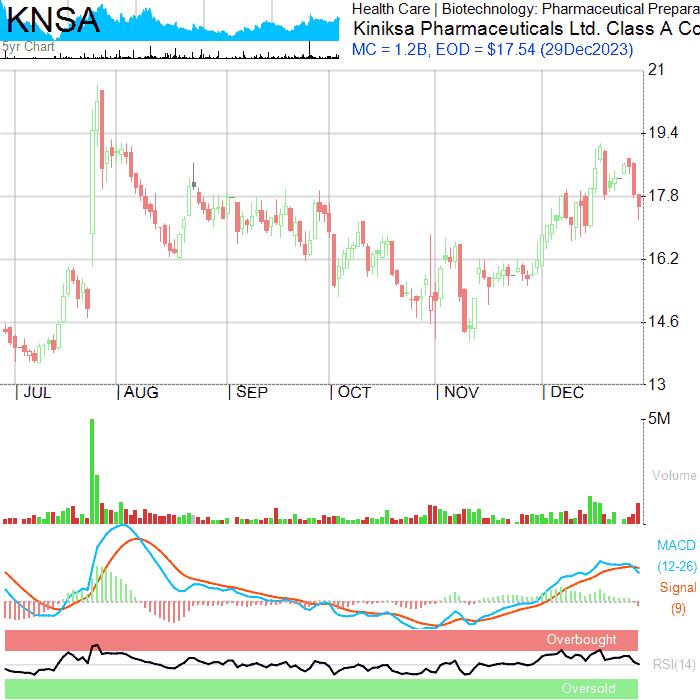 KNSA
5yr Chart
Health Care | Biotechnology: Pharmaceutical Prepara
Kiniksa Pharmaceuticals Ltd. Class A Co
MC = 1.2B, EOD = $17.54 (29Dec2023)
21
19.4
17.8
16.2
14.6
13
JUL AUG SEP OCT NOV DEC
5M
Volume
MACD
(12-26)
Signal
(9)
Overbought
RSI(14)
Oversold